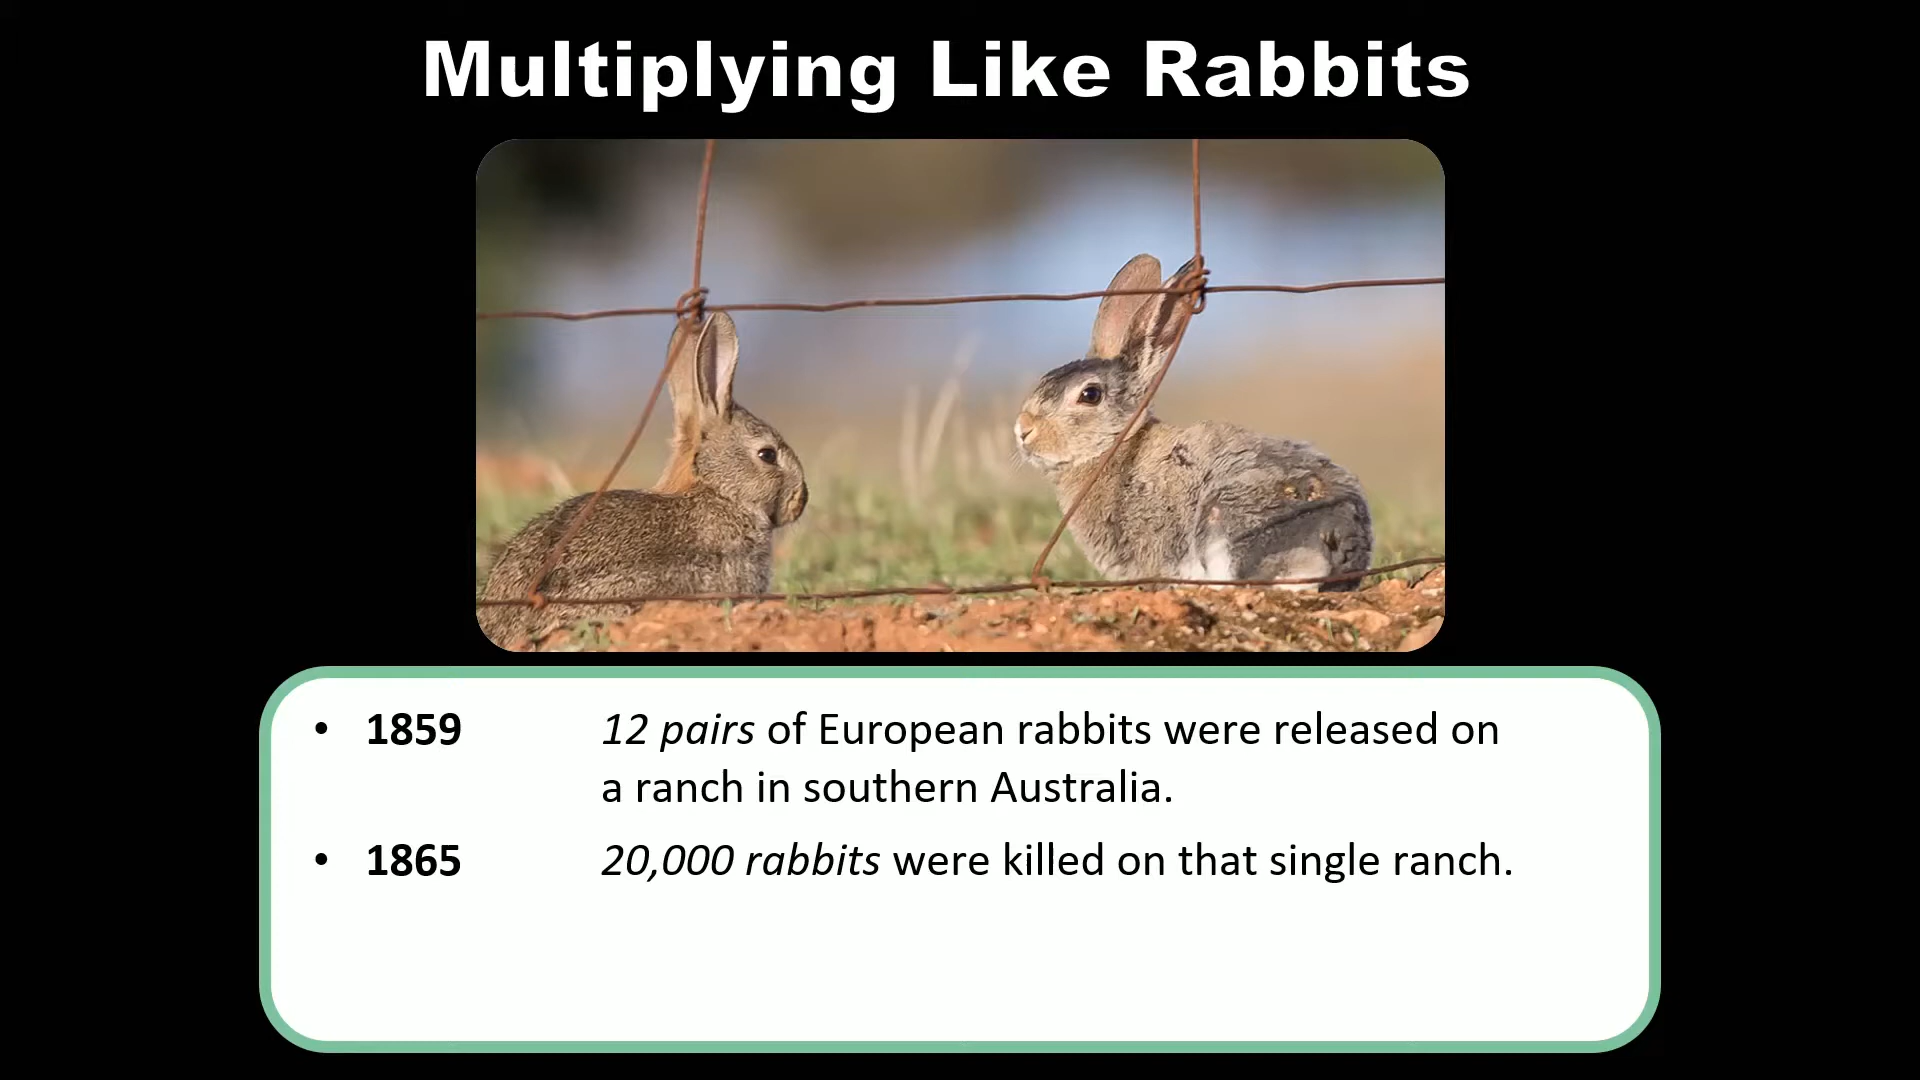 Multiplying Like Rabbits
• 1859 12 pairs of European rabbits were released on
a ranch in southern Australia.
• 1865 20,000 rabbits were killed on that single ranch.